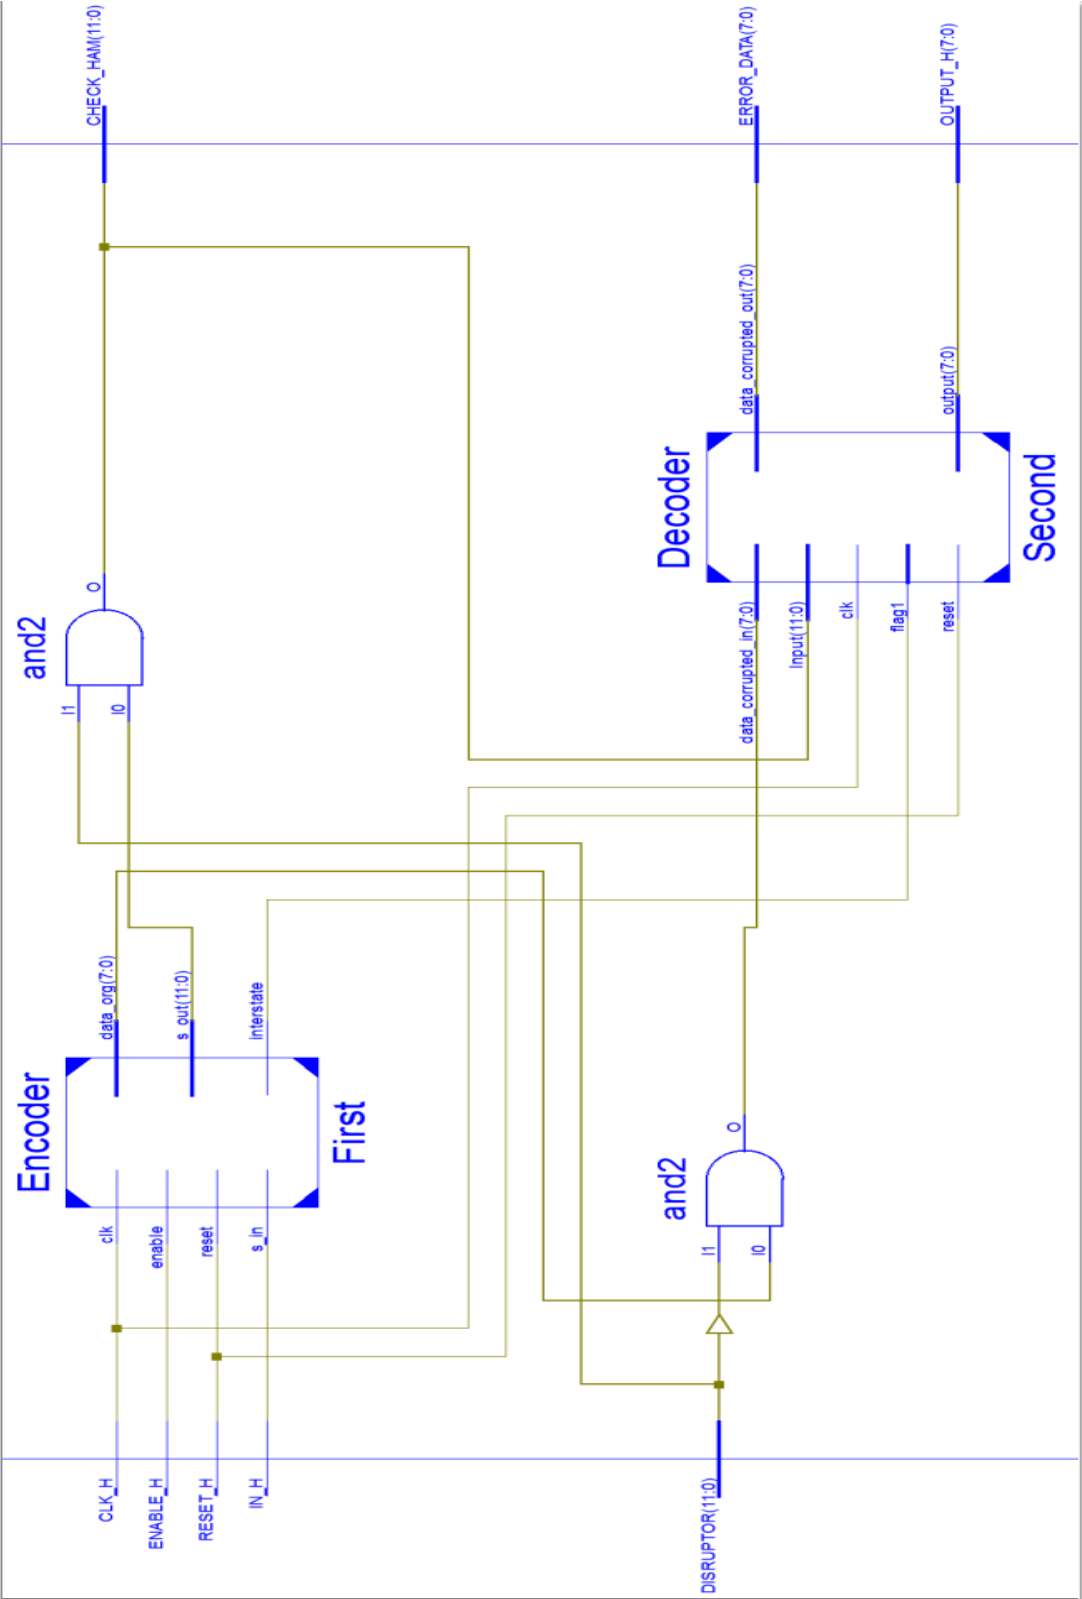 CLK_H
ENABLE_H
RESET_H
IN_H
DISRUPTOR(11:0)
Encoder
clk
enable
reset
s_in
data_org(7:0)
s_out(11:0)
interstate
First
and2
I1
I0
O
and2
I1
I0
O
Decoder
data_corrupted_in(7:0)
Input(11:0)
clk
flag1
reset
data_corrupted_out(7:0)
output(7:0)
Second
CHECK_HAM(11:0)
ERROR_DATA(7:0)
OUTPUT_H(7:0)